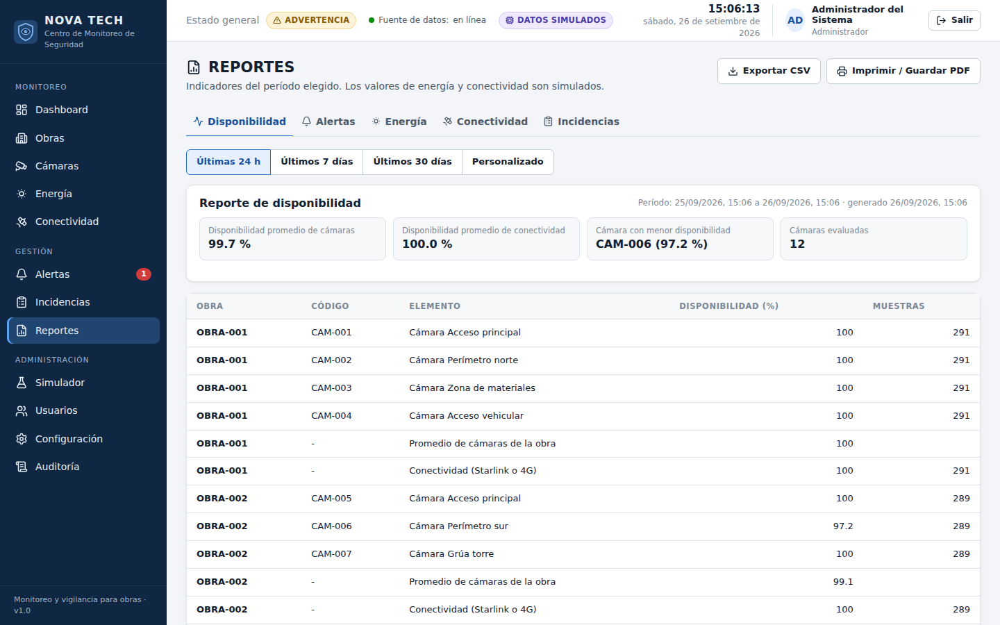 NOVA TECH
Centro de Monitoreo de
Seguridad
MONITOREO
Dashboard
Obras
Cámaras
Energía
Conectividad
GESTIÓN
Alertas 1
Incidencias
Reportes
ADMINISTRACIÓN
Simulador
Usuarios
Configuración
Auditoría
Monitoreo y vigilancia para obras ·
v1.0
Estado general ADVERTENCIA Fuente de datos: en línea DATOS SIMULADOS
15:06:13
sábado, 26 de setiembre de
2026
AD
Administrador del
Sistema
Administrador
Salir
REPORTES
Indicadores del período elegido. Los valores de energía y conectividad son simulados.
Exportar CSV Imprimir / Guardar PDF
Disponibilidad Alertas Energía Conectividad Incidencias
Últimas 24 h Últimos 7 días Últimos 30 días Personalizado
Reporte de disponibilidad Período: 25/09/2026, 15:06 a 26/09/2026, 15:06 · generado 26/09/2026, 15:06
Disponibilidad promedio de cámaras
99.7 %
Disponibilidad promedio de conectividad
100.0 %
Cámara con menor disponibilidad
CAM-006 (97.2 %)
Cámaras evaluadas
12
OBRA CÓDIGO ELEMENTO DISPONIBILIDAD (%) MUESTRAS
OBRA-001 CAM-001 Cámara Acceso principal 100 291
OBRA-001 CAM-002 Cámara Perímetro norte 100 291
OBRA-001 CAM-003 Cámara Zona de materiales 100 291
OBRA-001 CAM-004 Cámara Acceso vehicular 100 291
OBRA-001 - Promedio de cámaras de la obra 100
OBRA-001 - Conectividad (Starlink o 4G) 100 291
OBRA-002 CAM-005 Cámara Acceso principal 100 289
OBRA-002 CAM-006 Cámara Perímetro sur 97.2 289
OBRA-002 CAM-007 Cámara Grúa torre 100 289
OBRA-002 - Promedio de cámaras de la obra 99.1
OBRA-002 - Conectividad (Starlink o 4G) 100 289